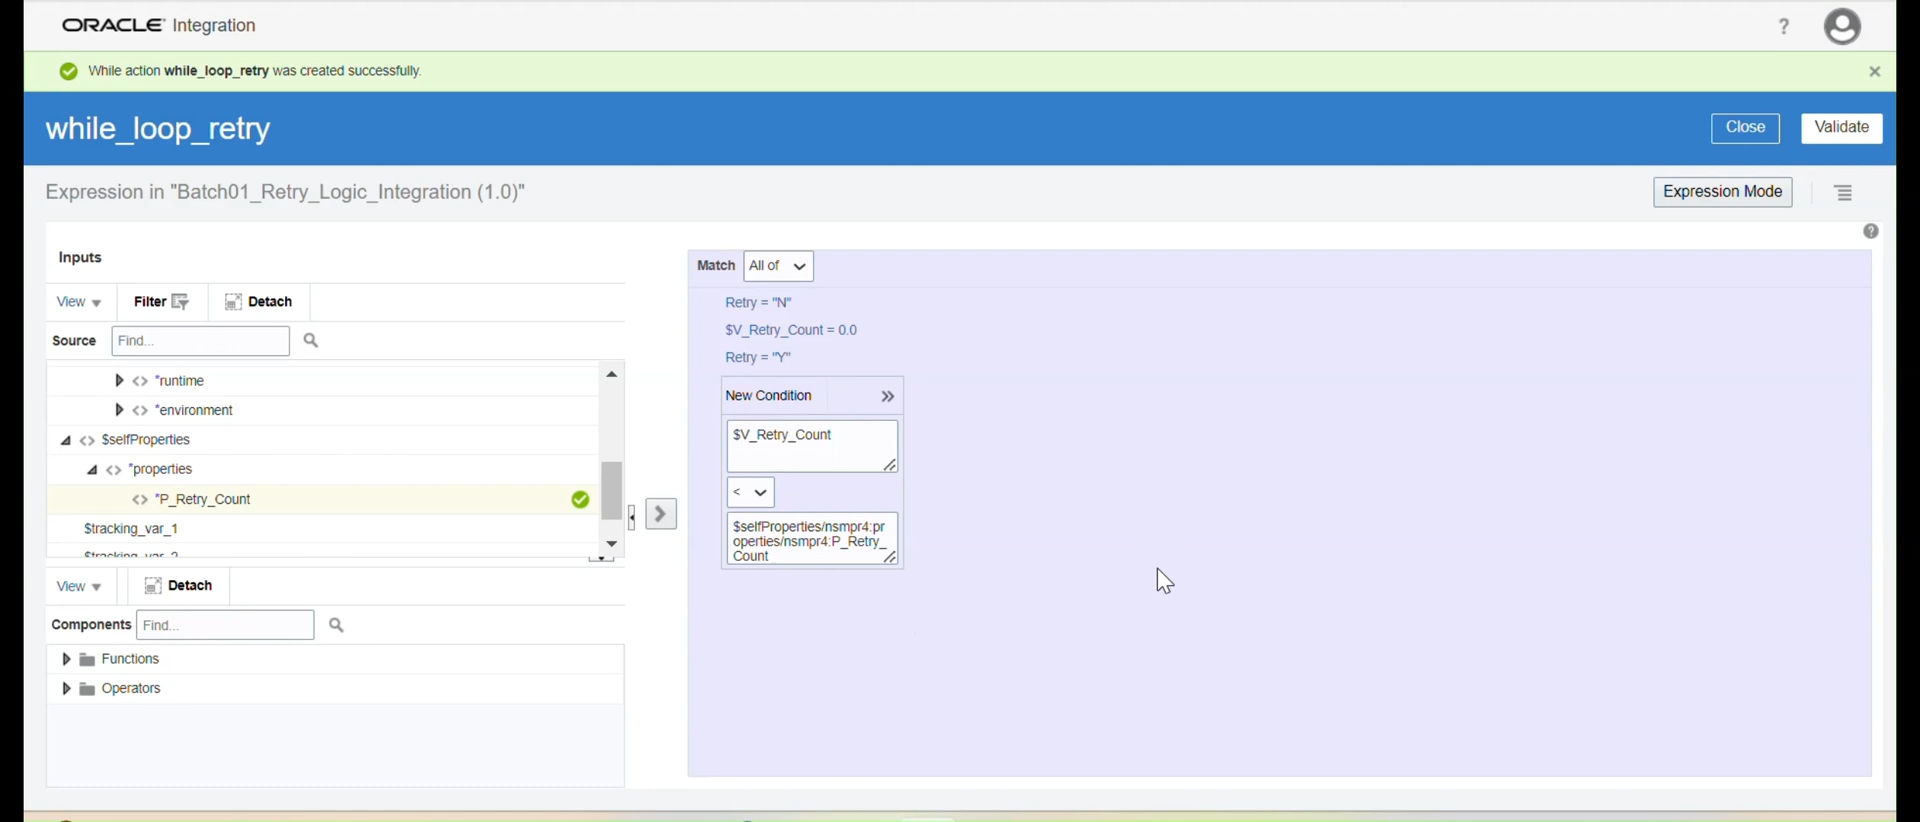 ORACLE Integration
?
While action while_loop_retry was created successfully.
while_loop_retry
Close
Validate
Expression in "Batch01_Retry_Logic_Integration (1.0)"
Expression Mode
Inputs
View
Filter
Detach
Source
Find...
<> *runtime
<> *environment
<> $selfProperties
<> *properties
<> *P_Retry_Count
$tracking_var_1
$tracking_var_2
View
Detach
Components
Find...
Functions
Operators
Match
All of
Retry = "N"
$V_Retry_Count = 0.0
Retry = "Y"
New Condition
$V_Retry_Count
<
$selfProperties/nsmpr4:pr
operties/nsmpr4:P_Retry_
Count